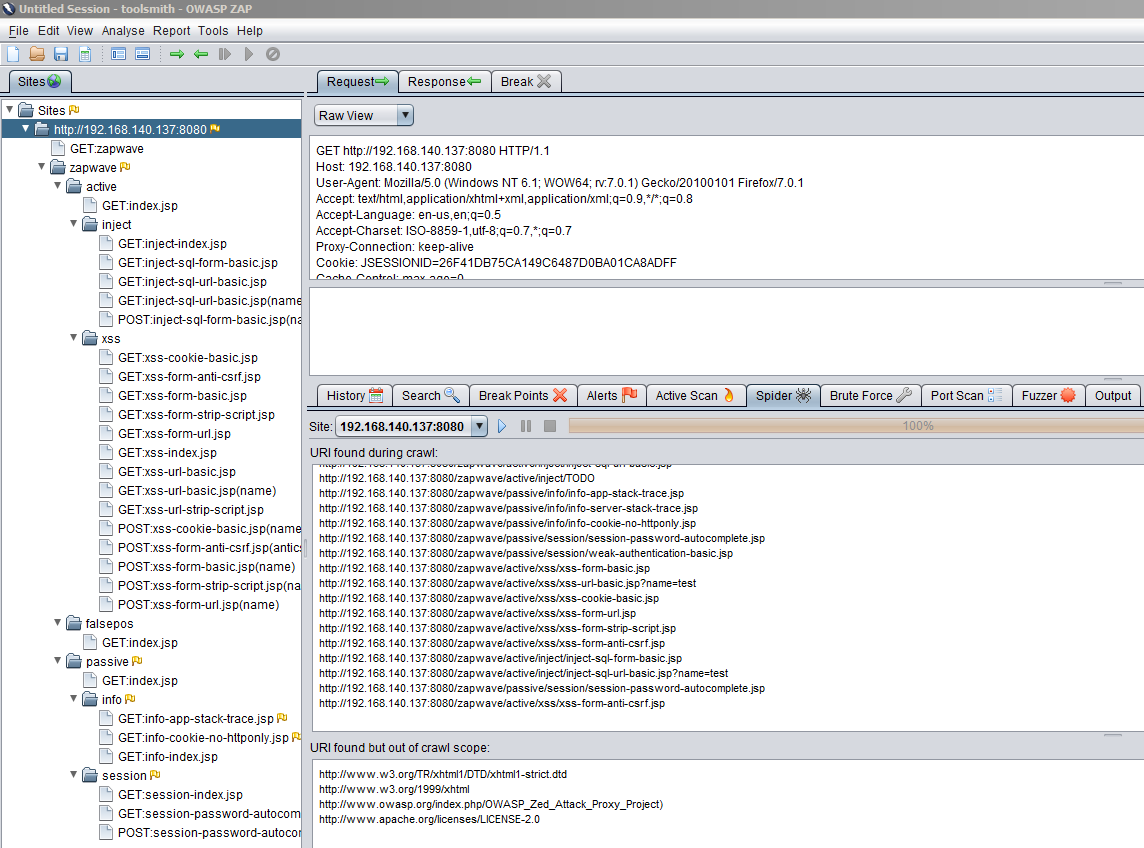 Untitled Session - toolsmith - OWASP ZAP
File Edit View Analyse Report Tools Help
Sites
Sites
http://192.168.140.137:8080
GET:zapwave
zapwave
active
GET:index.jsp
inject
GET:inject-index.jsp
GET:inject-sql-form-basic.jsp
GET:inject-sql-url-basic.jsp
GET:inject-sql-url-basic.jsp(name
POST:inject-sql-form-basic.jsp(na
xss
GET:xss-cookie-basic.jsp
GET:xss-form-anti-csrf.jsp
GET:xss-form-basic.jsp
GET:xss-form-strip-script.jsp
GET:xss-form-url.jsp
GET:xss-index.jsp
GET:xss-url-basic.jsp
GET:xss-url-basic.jsp(name)
GET:xss-url-strip-script.jsp
POST:xss-cookie-basic.jsp(name
POST:xss-form-anti-csrf.jsp(antics
POST:xss-form-basic.jsp(name)
POST:xss-form-strip-script.jsp(na
POST:xss-form-url.jsp(name)
falsepos
GET:index.jsp
passive
GET:index.jsp
info
GET:info-app-stack-trace.jsp
GET:info-cookie-no-httponly.jsp
GET:info-index.jsp
session
GET:session-index.jsp
GET:session-password-autocom
POST:session-password-autocor
Request Response Break
Raw View
GET http://192.168.140.137:8080 HTTP/1.1
Host: 192.168.140.137:8080
User-Agent: Mozilla/5.0 (Windows NT 6.1; WOW64; rv:7.0.1) Gecko/20100101 Firefox/7.0.1
Accept: text/html,application/xhtml+xml,application/xml;q=0.9,*/*;q=0.8
Accept-Language: en-us,en;q=0.5
Accept-Charset: ISO-8859-1,utf-8;q=0.7,*;q=0.7
Proxy-Connection: keep-alive
Cookie: JSESSIONID=26F41DB75CA149C6487D0BA01CA8ADFF
Cache-Control: max-age=0
History Search Break Points Alerts Active Scan Spider Brute Force Port Scan Fuzzer Output
Site: 192.168.140.137:8080 100%
URI found during crawl:
http://192.168.140.137:8080/zapwave/active/inject/inject-sql-url-basic.jsp
http://192.168.140.137:8080/zapwave/active/inject/TODO
http://192.168.140.137:8080/zapwave/passive/info/info-app-stack-trace.jsp
http://192.168.140.137:8080/zapwave/passive/info/info-server-stack-trace.jsp
http://192.168.140.137:8080/zapwave/passive/info/info-cookie-no-httponly.jsp
http://192.168.140.137:8080/zapwave/passive/session/session-password-autocomplete.jsp
http://192.168.140.137:8080/zapwave/passive/session/weak-authentication-basic.jsp
http://192.168.140.137:8080/zapwave/active/xss/xss-form-basic.jsp
http://192.168.140.137:8080/zapwave/active/xss/xss-url-basic.jsp?name=test
http://192.168.140.137:8080/zapwave/active/xss/xss-cookie-basic.jsp
http://192.168.140.137:8080/zapwave/active/xss/xss-form-url.jsp
http://192.168.140.137:8080/zapwave/active/xss/xss-form-strip-script.jsp
http://192.168.140.137:8080/zapwave/active/xss/xss-form-anti-csrf.jsp
http://192.168.140.137:8080/zapwave/active/inject/inject-sql-form-basic.jsp
http://192.168.140.137:8080/zapwave/active/inject/inject-sql-url-basic.jsp?name=test
http://192.168.140.137:8080/zapwave/passive/session/session-password-autocomplete.jsp
http://192.168.140.137:8080/zapwave/active/xss/xss-form-anti-csrf.jsp
URI found but out of crawl scope:
http://www.w3.org/TR/xhtml1/DTD/xhtml1-strict.dtd
http://www.w3.org/1999/xhtml
http://www.owasp.org/index.php/OWASP_Zed_Attack_Proxy_Project)
http://www.apache.org/licenses/LICENSE-2.0